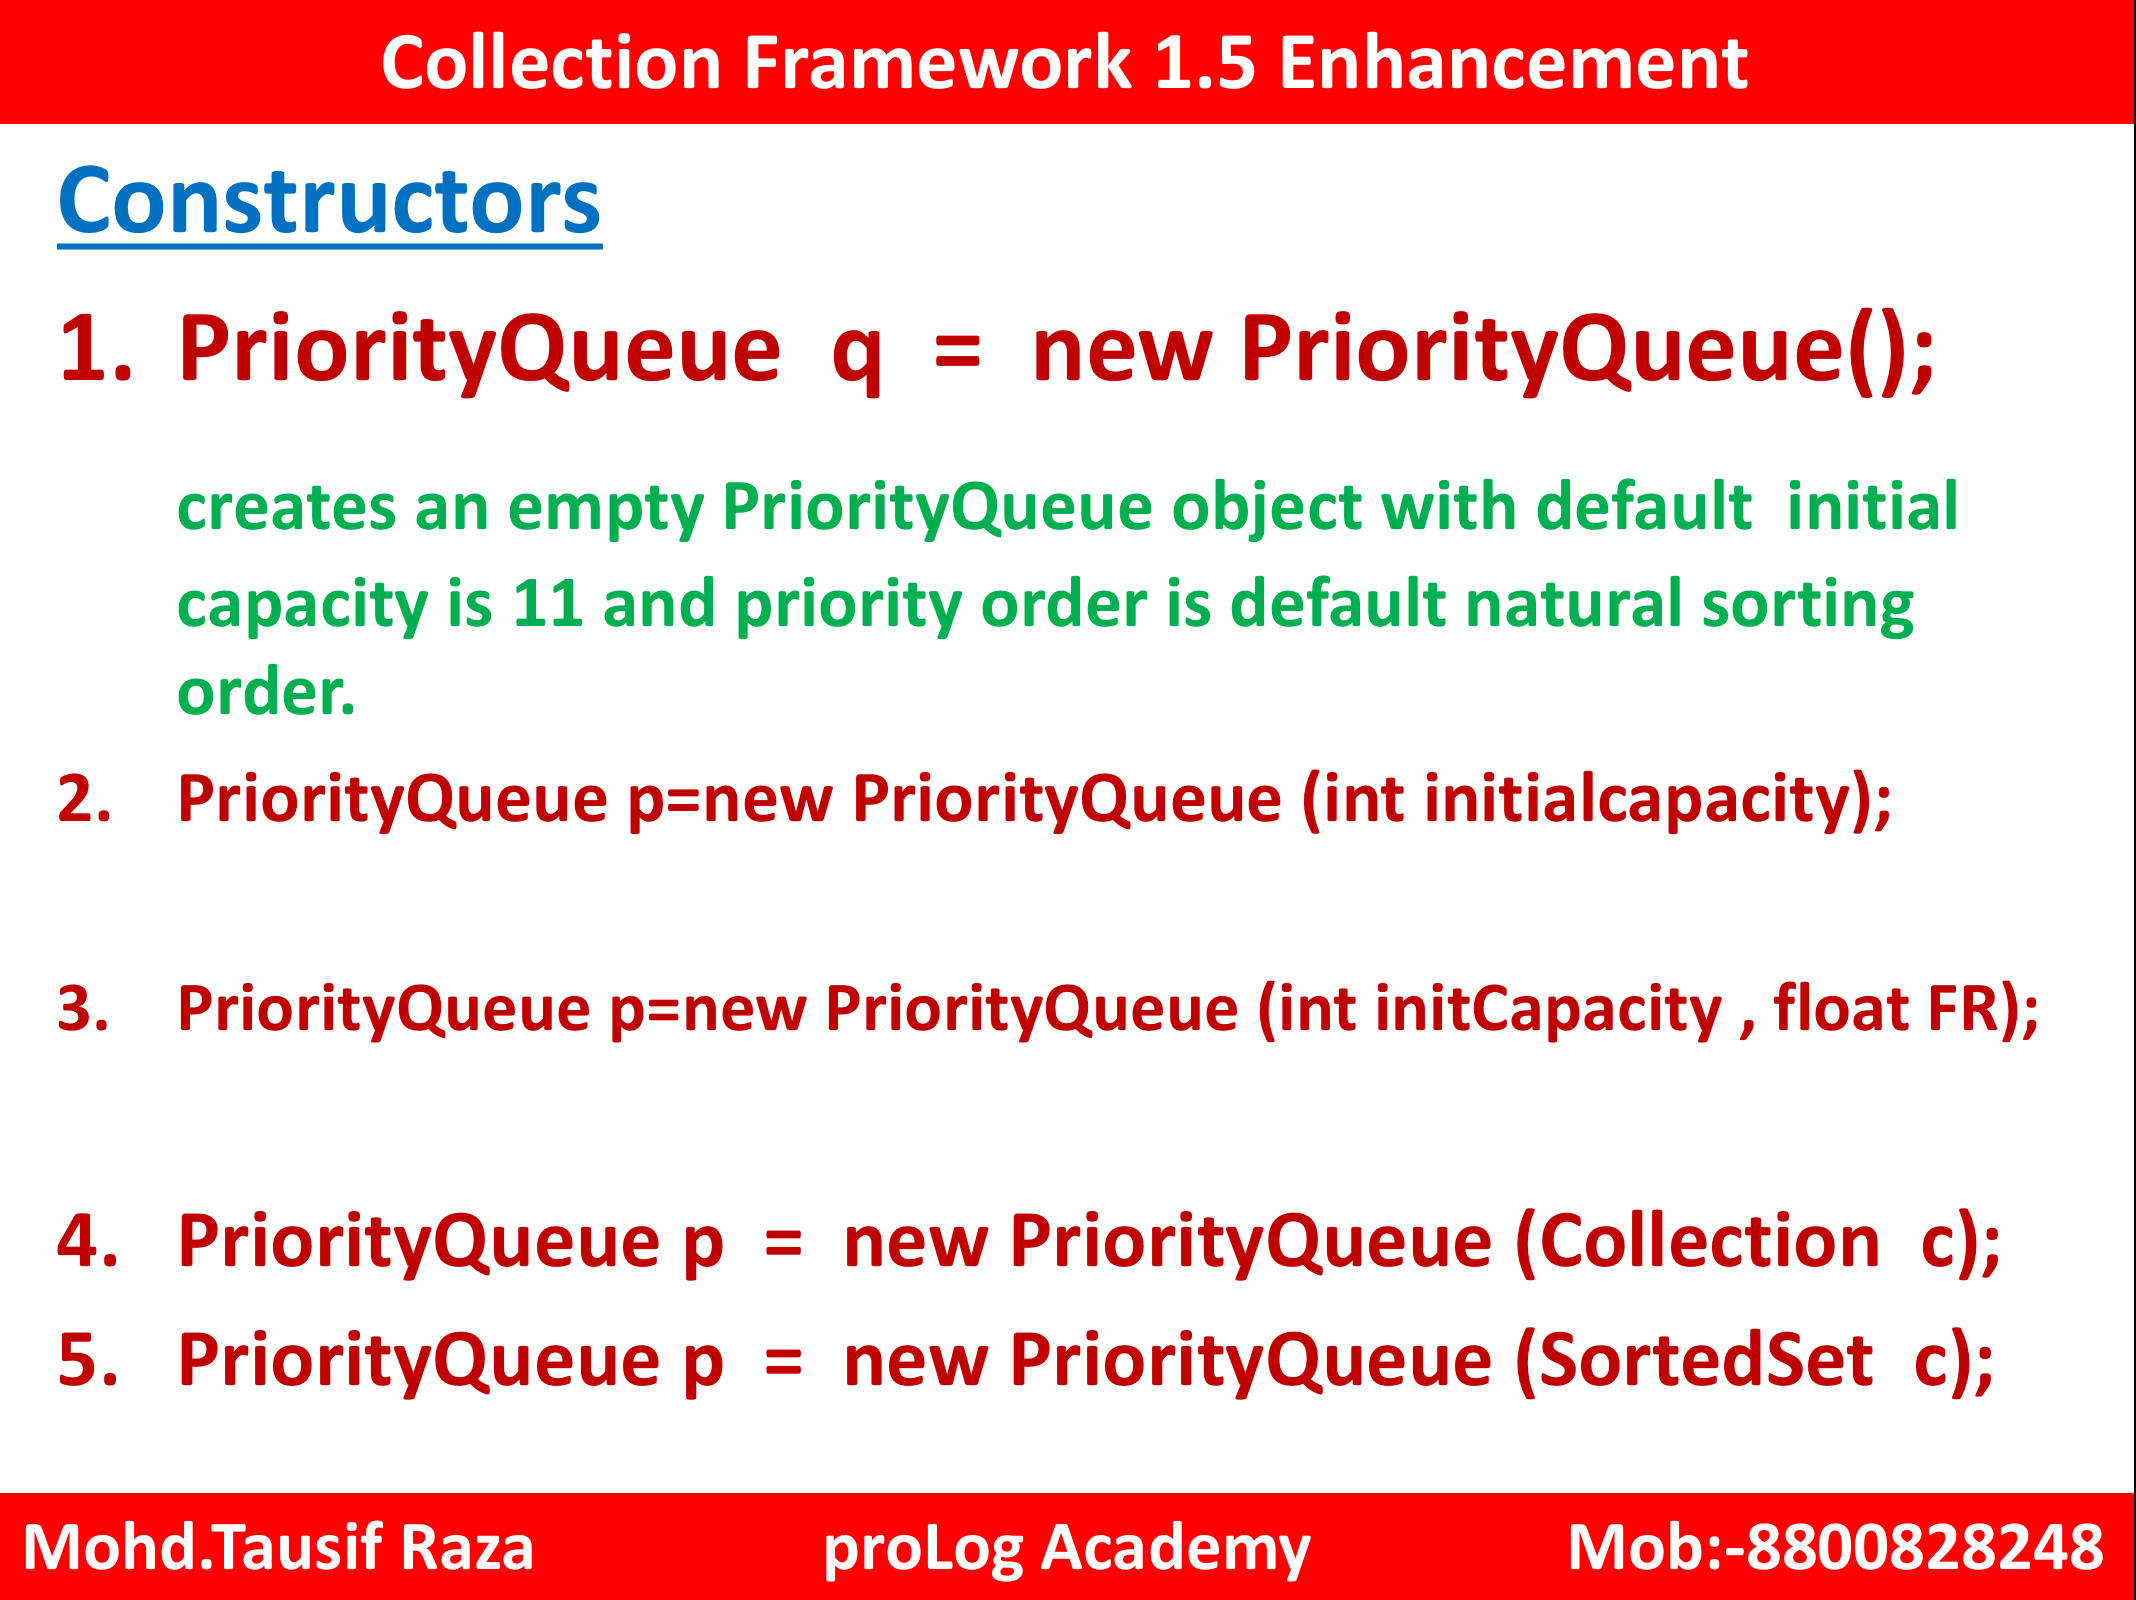 Collection Framework 1.5 Enhancement
Constructors
1. PriorityQueue q = new PriorityQueue();
creates an empty PriorityQueue object with default initial
capacity is 11 and priority order is default natural sorting
order.
2. PriorityQueue p=new PriorityQueue (int initialcapacity);
3. PriorityQueue p=new PriorityQueue (int initCapacity , float FR);
4. PriorityQueue p = new PriorityQueue (Collection c);
5. PriorityQueue p = new PriorityQueue (SortedSet c);
Mohd.Tausif Raza proLog Academy Mob:-8800828248